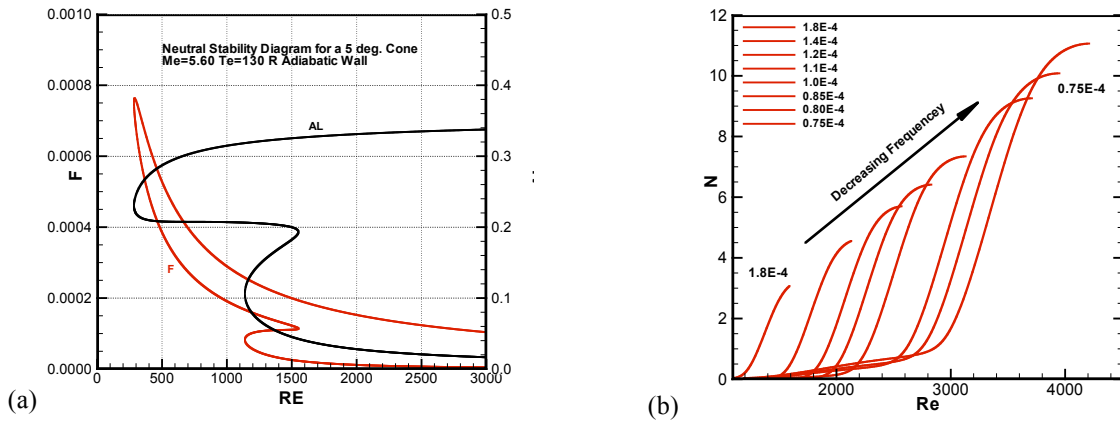 0.0010
0.0008
0.0006
0.0004
0.0002
0.0000
F
0.5
0.4
0.3
0.2
0.1
0.0
Neutral Stability Diagram for a 5 deg. Cone
Me=5.60 Te=130 R Adiabatic Wall
AL
F
0 500 1000 1500 2000 2500 3000
RE
(a)
12
10
8
6
4
2
0
N
1.8E-4
1.4E-4
1.2E-4
1.1E-4
1.0E-4
0.85E-4
0.80E-4
0.75E-4
0.75E-4
Decreasing Frequencey
1.8E-4
2000 3000 4000
Re
(b)